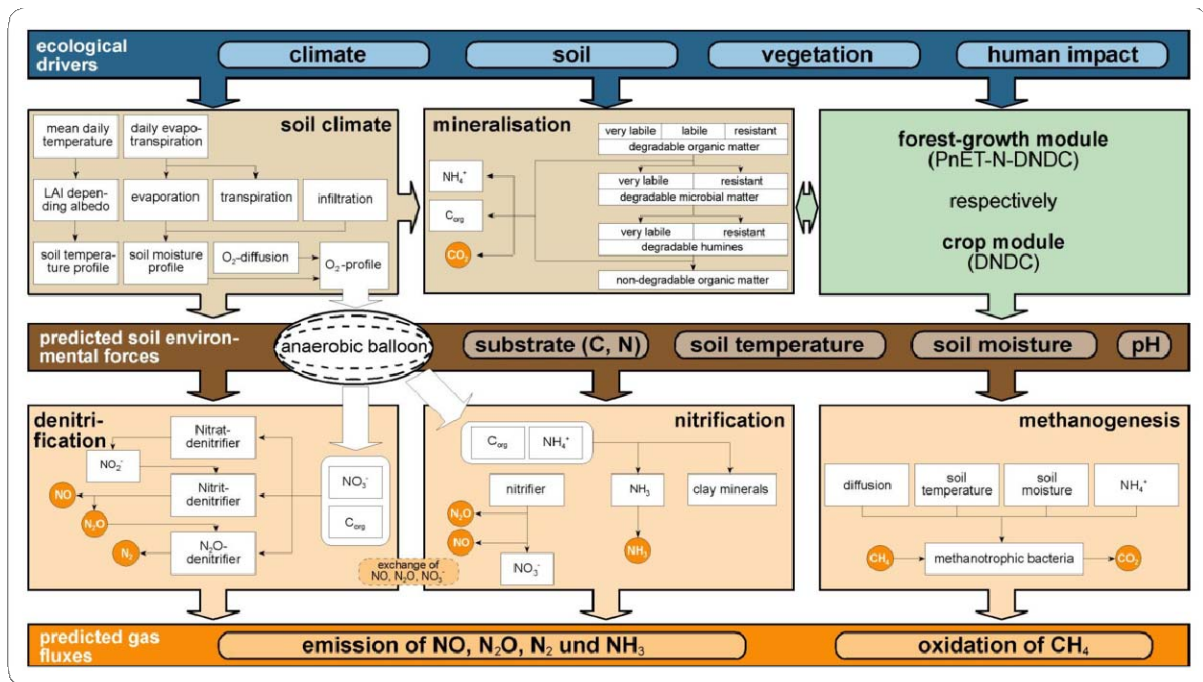 ecological
drivers
climate
soil
vegetation
human impact
soil climate
mean daily
temperature
daily evapo-
transpiration
LAI depen-
ding albedo
evaporation
transpiration
infiltration
soil tempera-
ture profile
soil moisture
profile
O₂-diffusion
O₂-profile
mineralisation
very labile
labile
resistant
degradable organic matter
NH₄⁺
very labile
resistant
degradable microbial matter
C_org
very labile
resistant
degradable humines
CO₂
non-degradable organic matter
forest-growth module
(PnET-N-DNDC)
respectively
crop module
(DNDC)
predicted soil environ-
mental forces
anaerobic balloon
substrate (C, N)
soil temperature
soil moisture
pH
denitri-
fication
Nitrat-
denitrifier
NO₂⁻
Nitrit-
denitrifier
NO
N₂O
N₂O-
denitrifier
N₂
NO₃⁻
C_org
exchange of
NO, N₂O, NO₃⁻
nitrification
C_org
NH₄⁺
nitrifier
NH₃
clay minerals
N₂O
NO
NO₃⁻
NH₃
methanogenesis
diffusion
soil
temperature
soil
moisture
NH₄⁺
CH₄
methanotrophic bacteria
CO₂
predicted gas
fluxes
emission of NO, N₂O, N₂ und NH₃
oxidation of CH₄